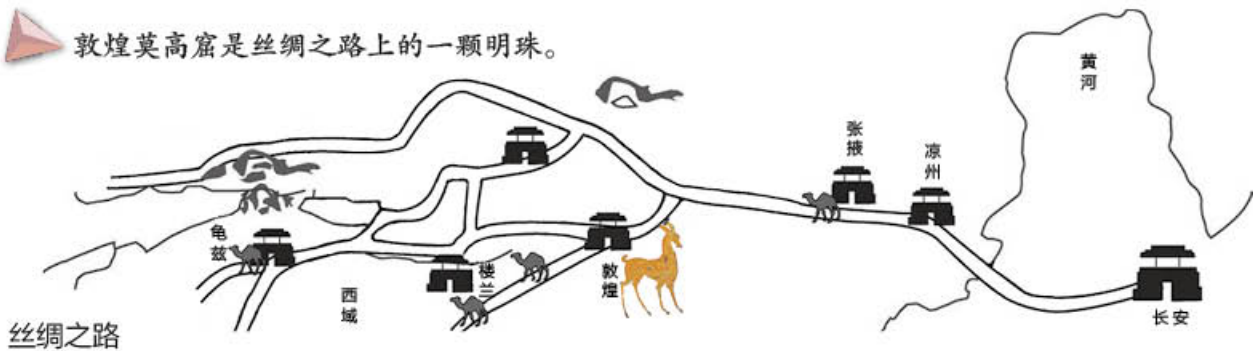 敦煌莫高窟是丝绸之路上的一颗明珠。
黄河
张掖
凉州
龟兹
楼兰
敦煌
西域
长安
丝绸之路